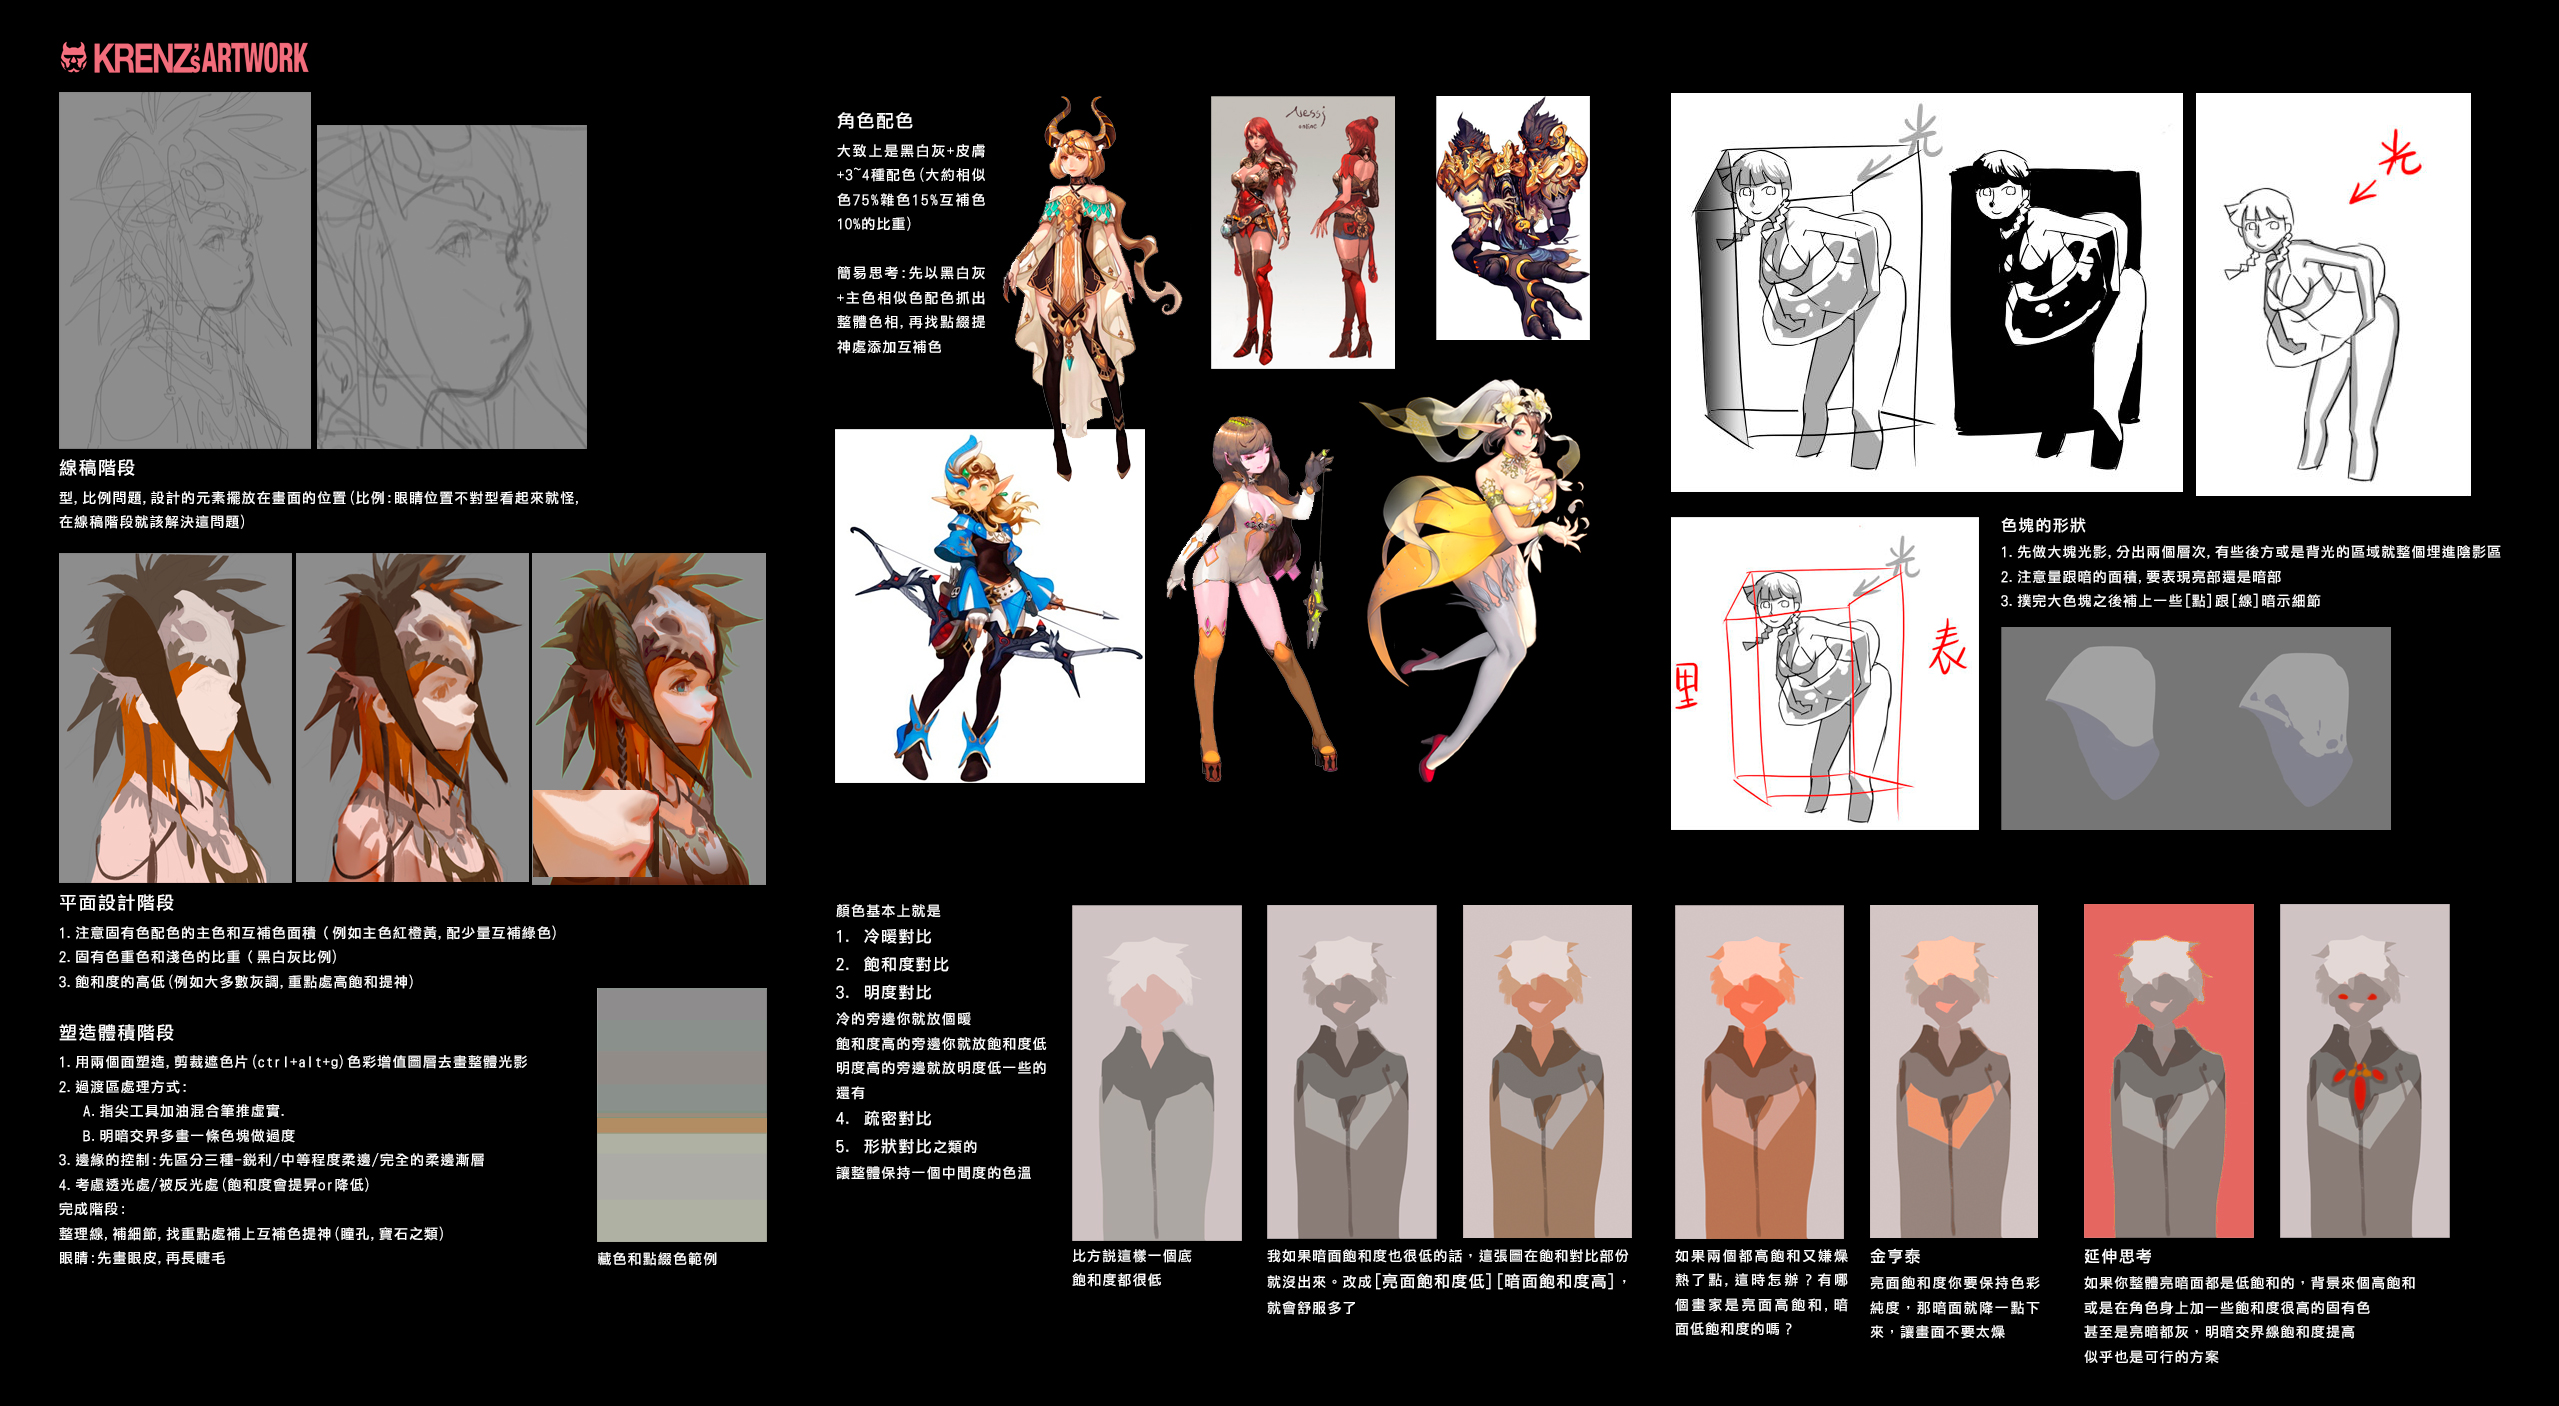 KRENZ'S ARTWORK
線稿階段
型,比例問題,設計的元素擺放在畫面的位置(比例:眼睛位置不對型看起來就怪,
在線稿階段就該解決這問題)
平面設計階段
1. 注意固有色配色的主色和互補色面積(例如主色紅橙黃,配少量互補綠色)
2. 固有色重色和淺色的比重(黑白灰比例)
3. 飽和度的高低(例如大多數灰調,重點處高飽和提神)
塑造體積階段
1. 用兩個面塑造,剪裁遮色片(ctrl+alt+g)色彩增值圖層去畫整體光影
2. 過渡區處理方式:
A. 指尖工具加油混合筆推虛實.
B. 明暗交界多畫一條色塊做過度
3. 邊緣的控制:先區分三種-銳利/中等程度柔邊/完全的柔邊漸層
4. 考慮透光處/被反光處(飽和度會提昇or降低)
完成階段:
整理線,補細節,找重點處補上互補色提神(瞳孔,寶石之類)
眼睛:先畫眼皮,再長睫毛
藏色和點綴色範例
角色配色
大致上是黑白灰+皮膚
+3~4種配色(大約相似
色75%雜色15%互補色
10%的比重)
簡易思考:先以黑白灰
+主色相似色配色抓出
整體色相,再找點綴提
神處添加互補色
顏色基本上就是
1. 冷暖對比
2. 飽和度對比
3. 明度對比
冷的旁邊你就放個暖
飽和度高的旁邊你就放飽和度低
明度高的旁邊就放明度低一些的
還有
4. 疏密對比
5. 形狀對比之類的
讓整體保持一個中間度的色溫
比方説這樣一個底
飽和度都很低
我如果暗面飽和度也很低的話,這張圖在飽和對比部份
就沒出來。改成[亮面飽和度低][暗面飽和度高],
就會舒服多了
光
光
光
里
表
色塊的形狀
1. 先做大塊光影,分出兩個層次,有些後方或是背光的區域就整個埋進陰影區
2. 注意量跟暗的面積,要表現亮部還是暗部
3. 撲完大色塊之後補上一些[點]跟[線]暗示細節
如果兩個都高飽和又嫌燥
熱了點,這時怎辦?有哪
個畫家是亮面高飽和,暗
面低飽和度的嗎?
金亨泰
亮面飽和度你要保持色彩
純度,那暗面就降一點下
來,讓畫面不要太燥
延伸思考
如果你整體亮暗面都是低飽和的,背景來個高飽和
或是在角色身上加一些飽和度很高的固有色
甚至是亮暗都灰,明暗交界線飽和度提高
似乎也是可行的方案